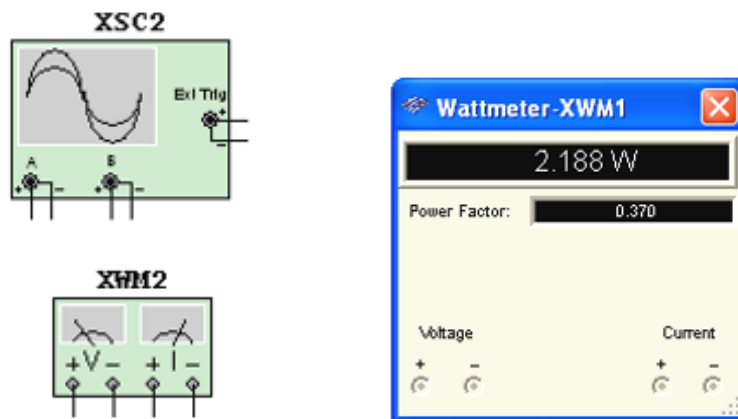 XSC2
Ext Trig
+
-
A
B
+ -
+ -
XWM2
+ V - + I -
Wattmeter-XWM1
2.188 W
Power Factor: 0.370
Voltage Current
+ - + -